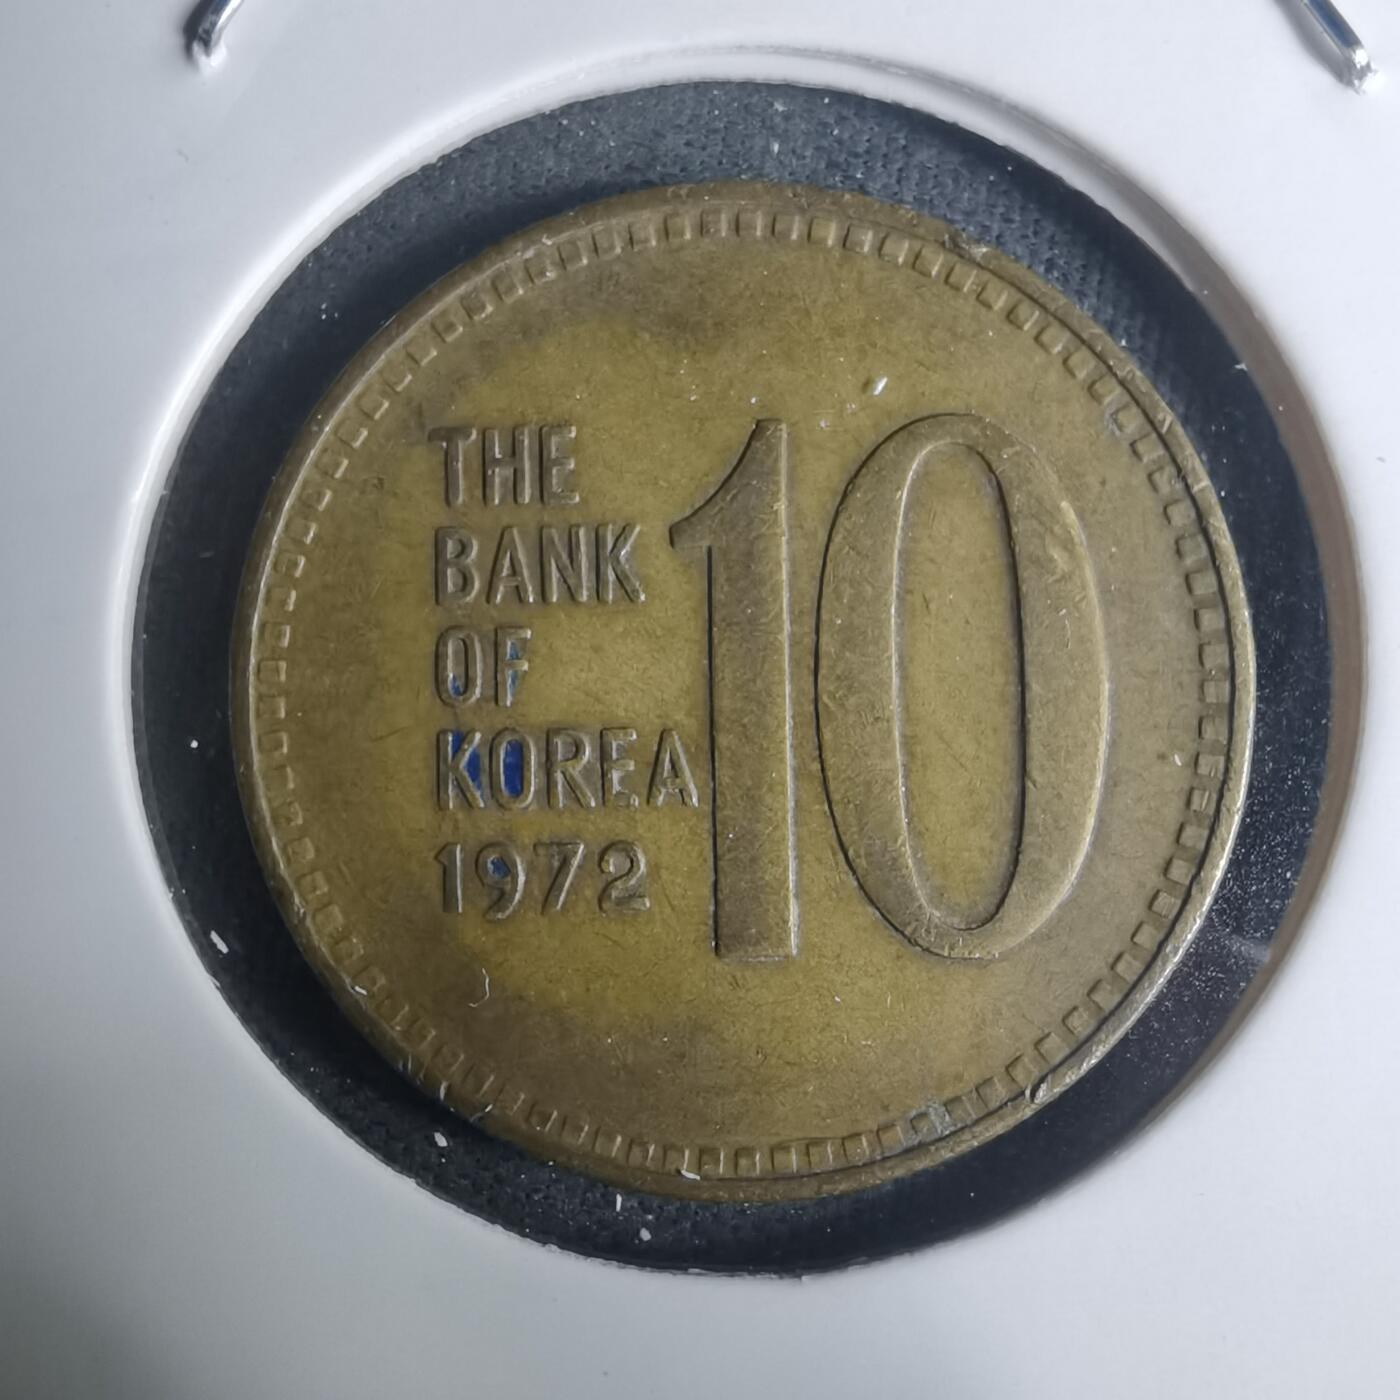 THE
BANK
OF
KOREA
1972
10